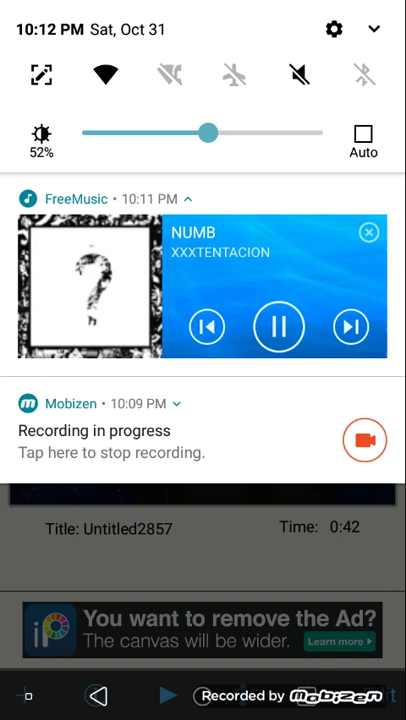 10:12 PM Sat, Oct 31
52%
Auto
FreeMusic • 10:11 PM
?
NUMB
XXXTENTACION
m Mobizen • 10:09 PM
Recording in progress
Tap here to stop recording.
Title: Untitled2857
Time: 0:42
iP
You want to remove the Ad?
The canvas will be wider.
Learn more
Recorded by mobizen